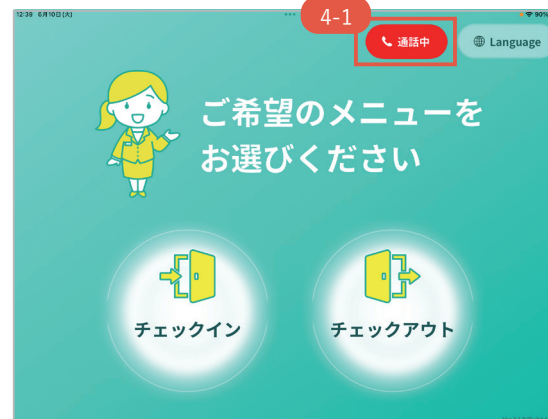 4-1
12:39 6月10日(火)
90%
通話中
Language
ご希望のメニューを
お選びください
チェックイン
チェックアウト